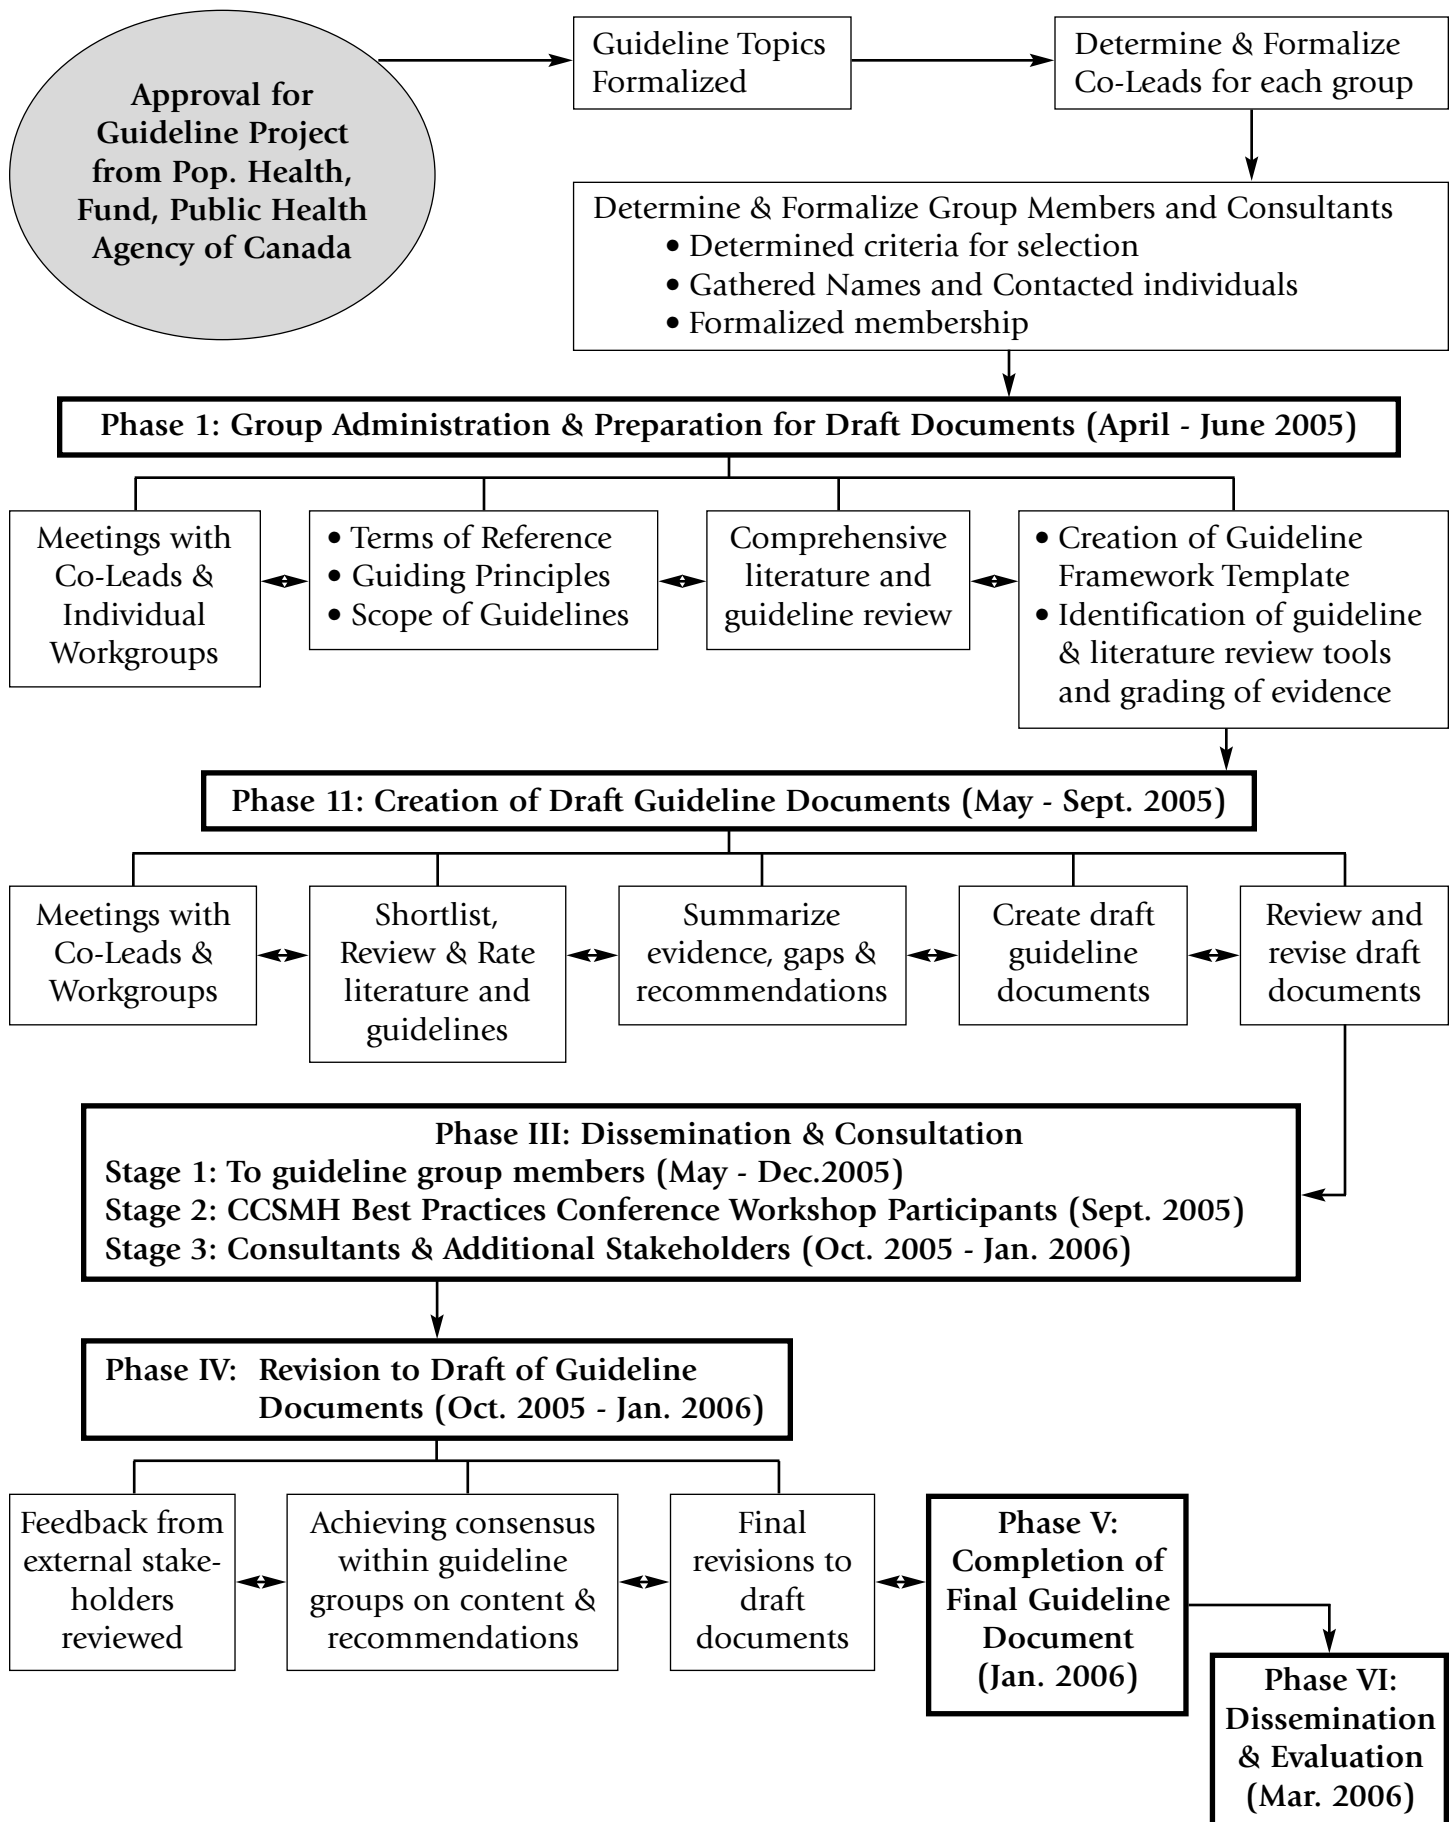 Approval for
Guideline Project
from Pop. Health,
Fund, Public Health
Agency of Canada
Guideline Topics
Formalized
Determine & Formalize
Co-Leads for each group
Determine & Formalize Group Members and Consultants
• Determined criteria for selection
• Gathered Names and Contacted individuals
• Formalized membership
Phase 1: Group Administration & Preparation for Draft Documents (April - June 2005)
Meetings with
Co-Leads &
Individual
Workgroups
• Terms of Reference
• Guiding Principles
• Scope of Guidelines
Comprehensive
literature and
guideline review
• Creation of Guideline
Framework Template
• Identification of guideline
& literature review tools
and grading of evidence
Phase 11: Creation of Draft Guideline Documents (May - Sept. 2005)
Meetings with
Co-Leads &
Workgroups
Shortlist,
Review & Rate
literature and
guidelines
Summarize
evidence, gaps &
recommendations
Create draft
guideline
documents
Review and
revise draft
documents
Phase III: Dissemination & Consultation
Stage 1: To guideline group members (May - Dec.2005)
Stage 2: CCSMH Best Practices Conference Workshop Participants (Sept. 2005)
Stage 3: Consultants & Additional Stakeholders (Oct. 2005 - Jan. 2006)
Phase IV: Revision to Draft of Guideline
Documents (Oct. 2005 - Jan. 2006)
Feedback from
external stake-
holders
reviewed
Achieving consensus
within guideline
groups on content &
recommendations
Final
revisions to
draft
documents
Phase V:
Completion of
Final Guideline
Document
(Jan. 2006)
Phase VI:
Dissemination
& Evaluation
(Mar. 2006)